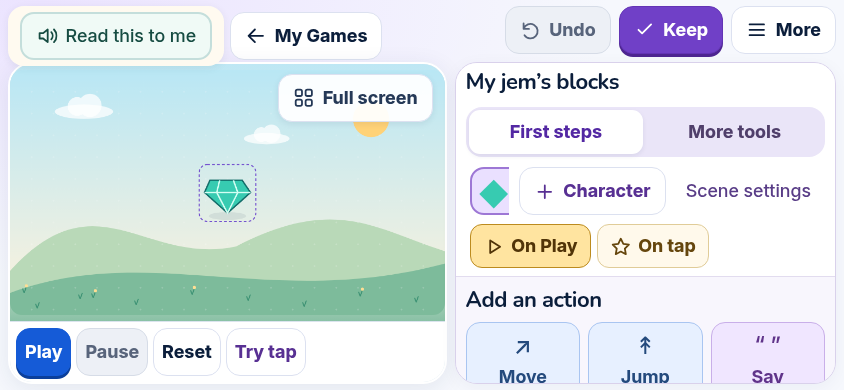 Read this to me
My Games
Undo
Keep
More
Full screen
My jem's blocks
First steps
More tools
Character
Scene settings
On Play
On tap
Add an action
Move
Jump
Say
Play
Pause
Reset
Try tap